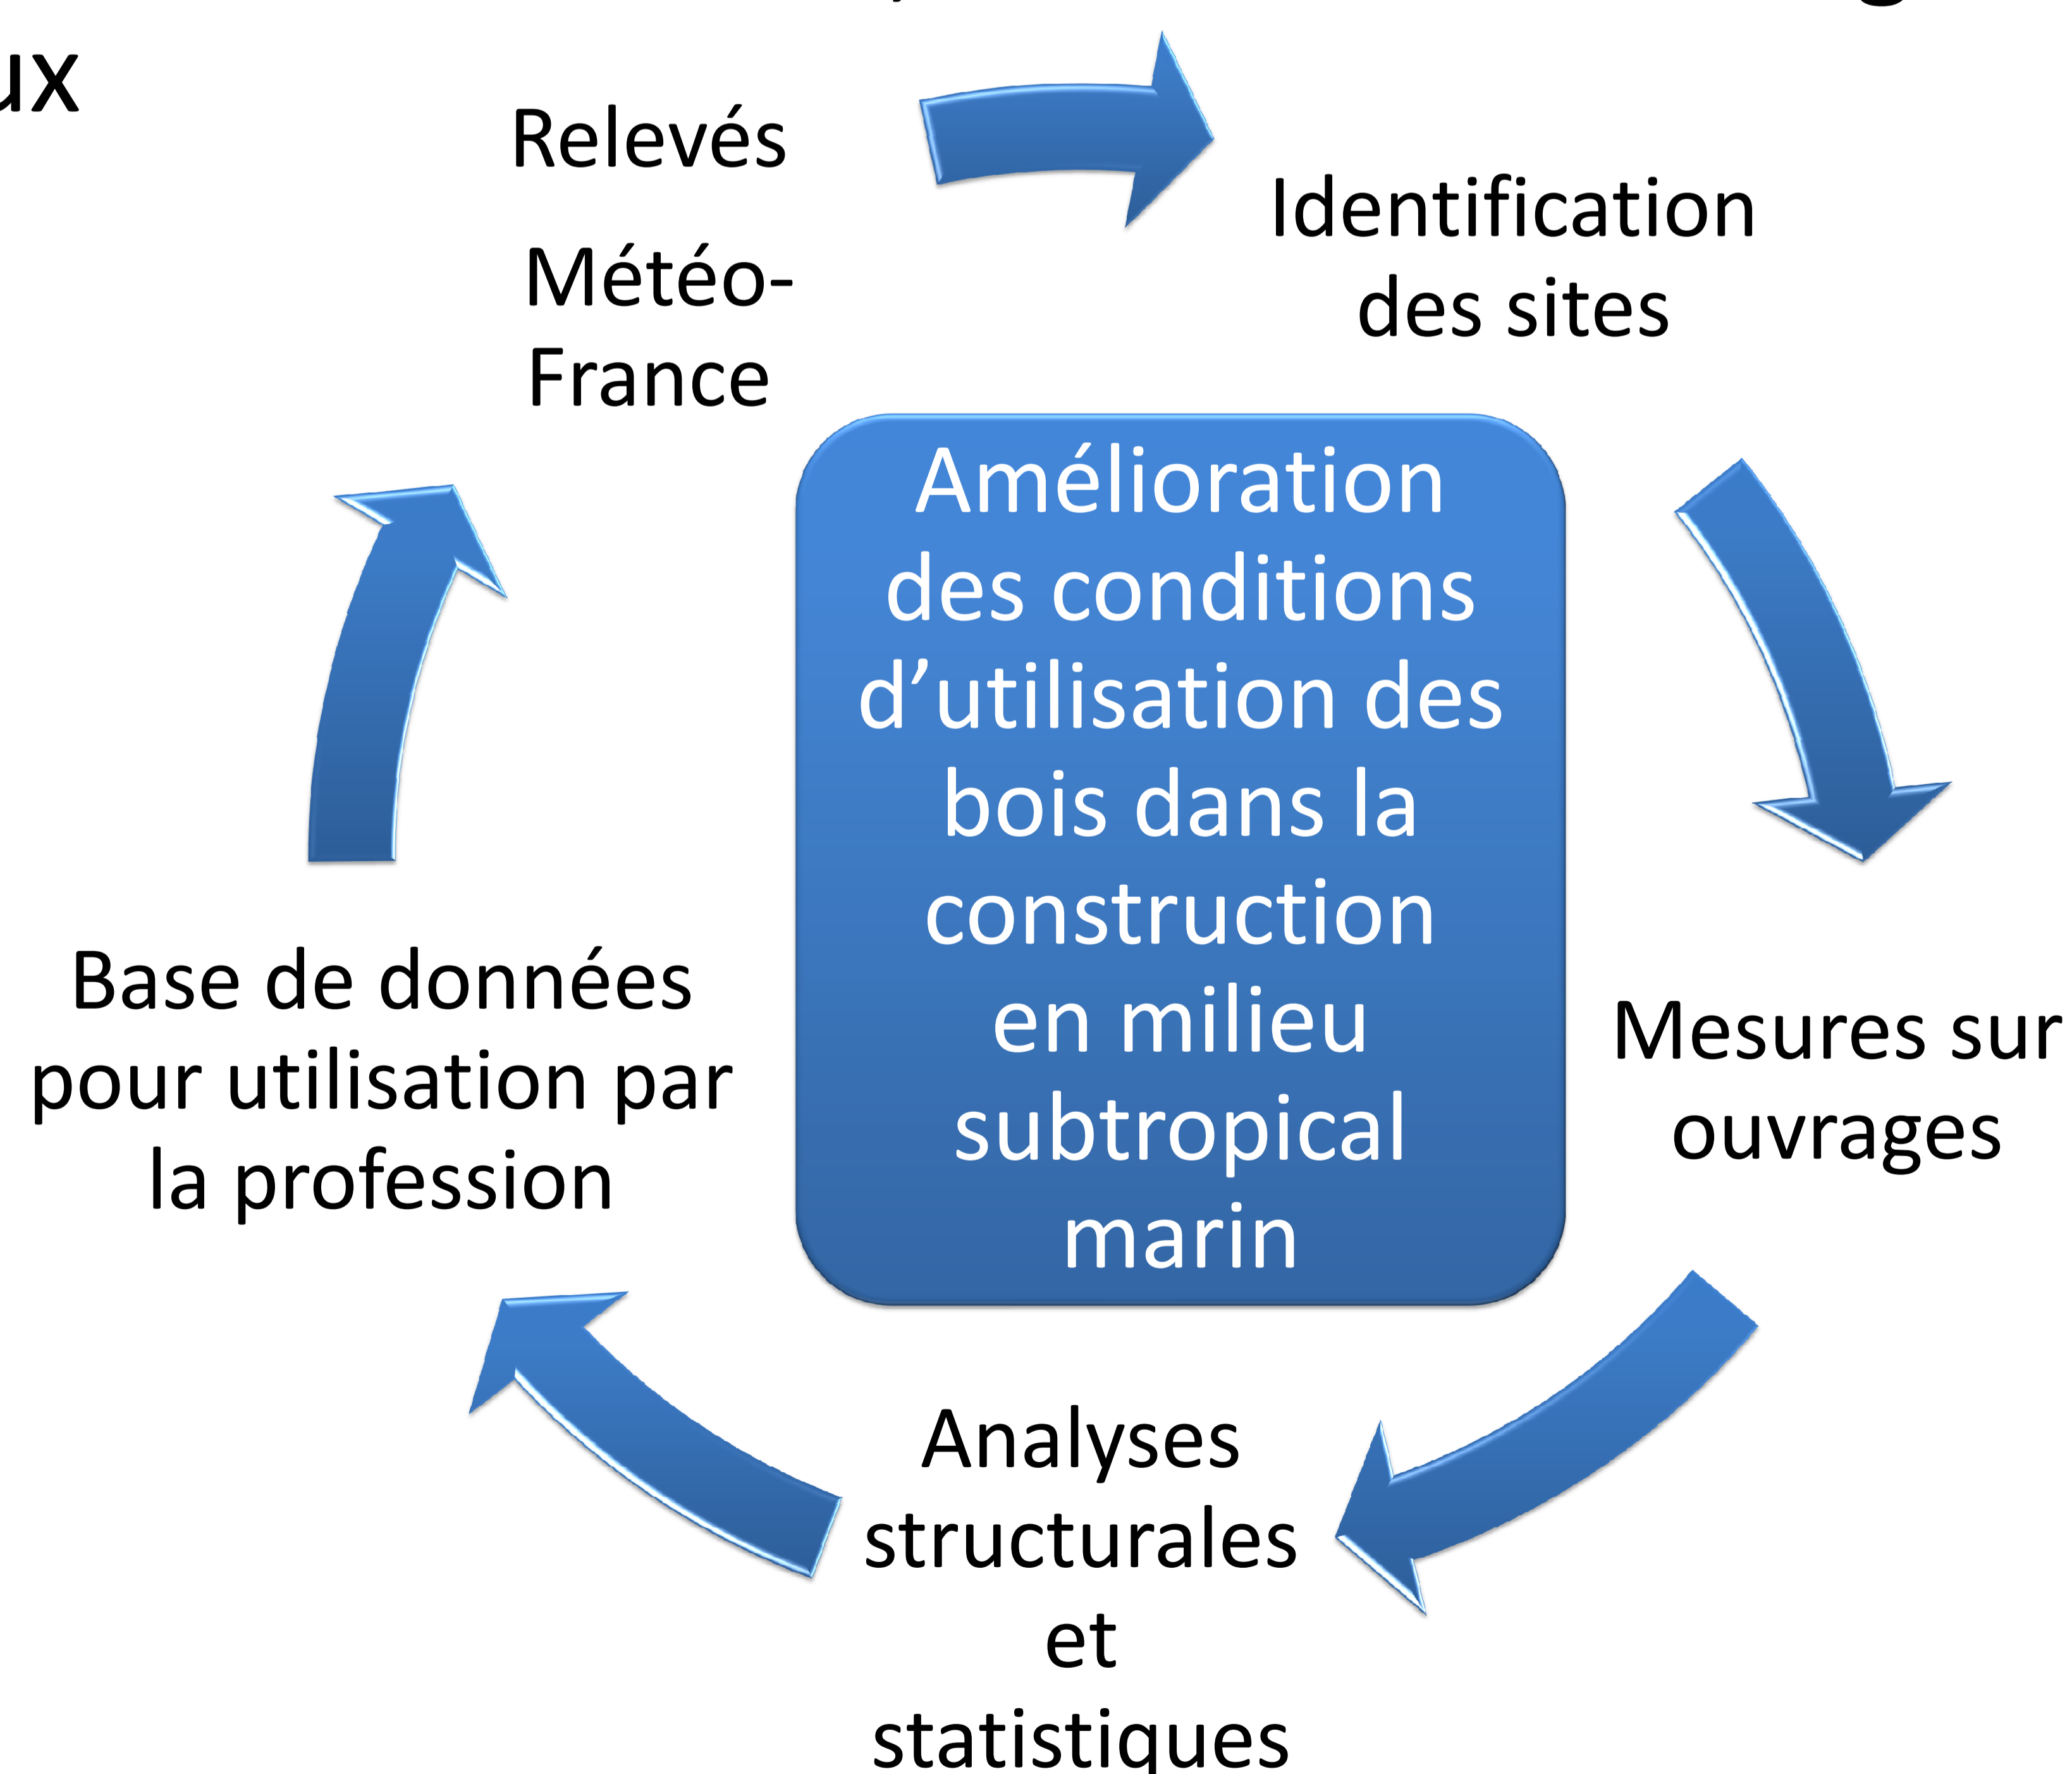 ux
Relevés
Météo-
France
Identification
des sites
Amélioration
des conditions
d’utilisation des
bois dans la
construction
en milieu
subtropical
marin
Mesures sur
ouvrages
Base de données
pour utilisation par
la profession
Analyses
structurales
et
statistiques